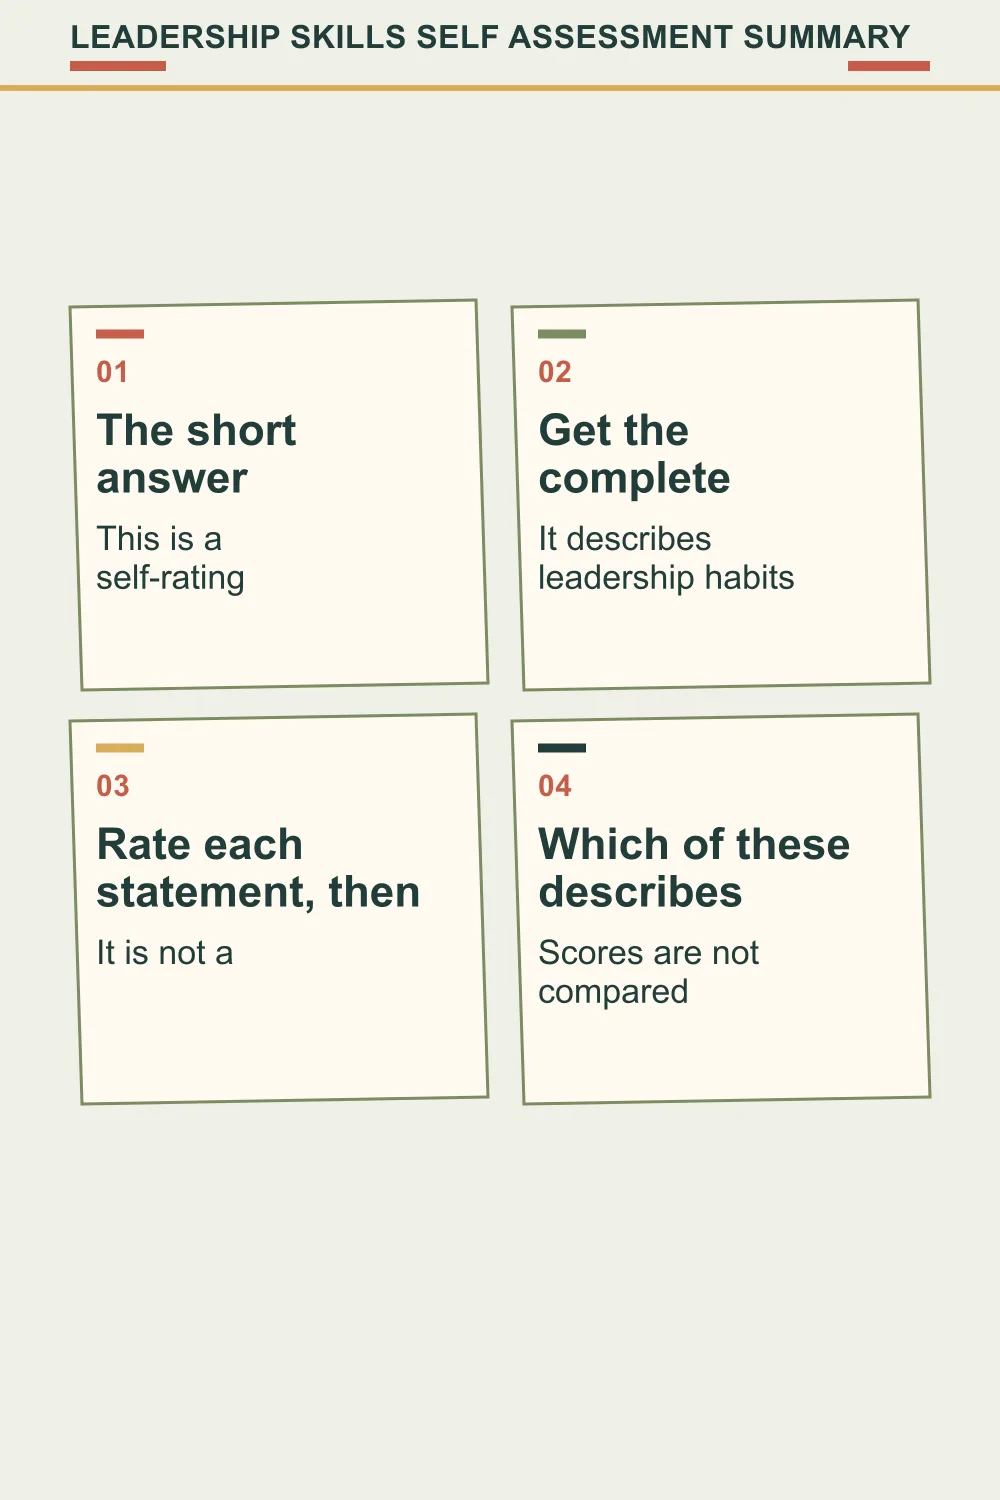 LEADERSHIP SKILLS SELF ASSESSMENT SUMMARY
01
The short
answer
This is a
self-rating
02
Get the
complete
It describes
leadership habits
03
Rate each
statement, then
It is not a
04
Which of these
describes
Scores are not
compared